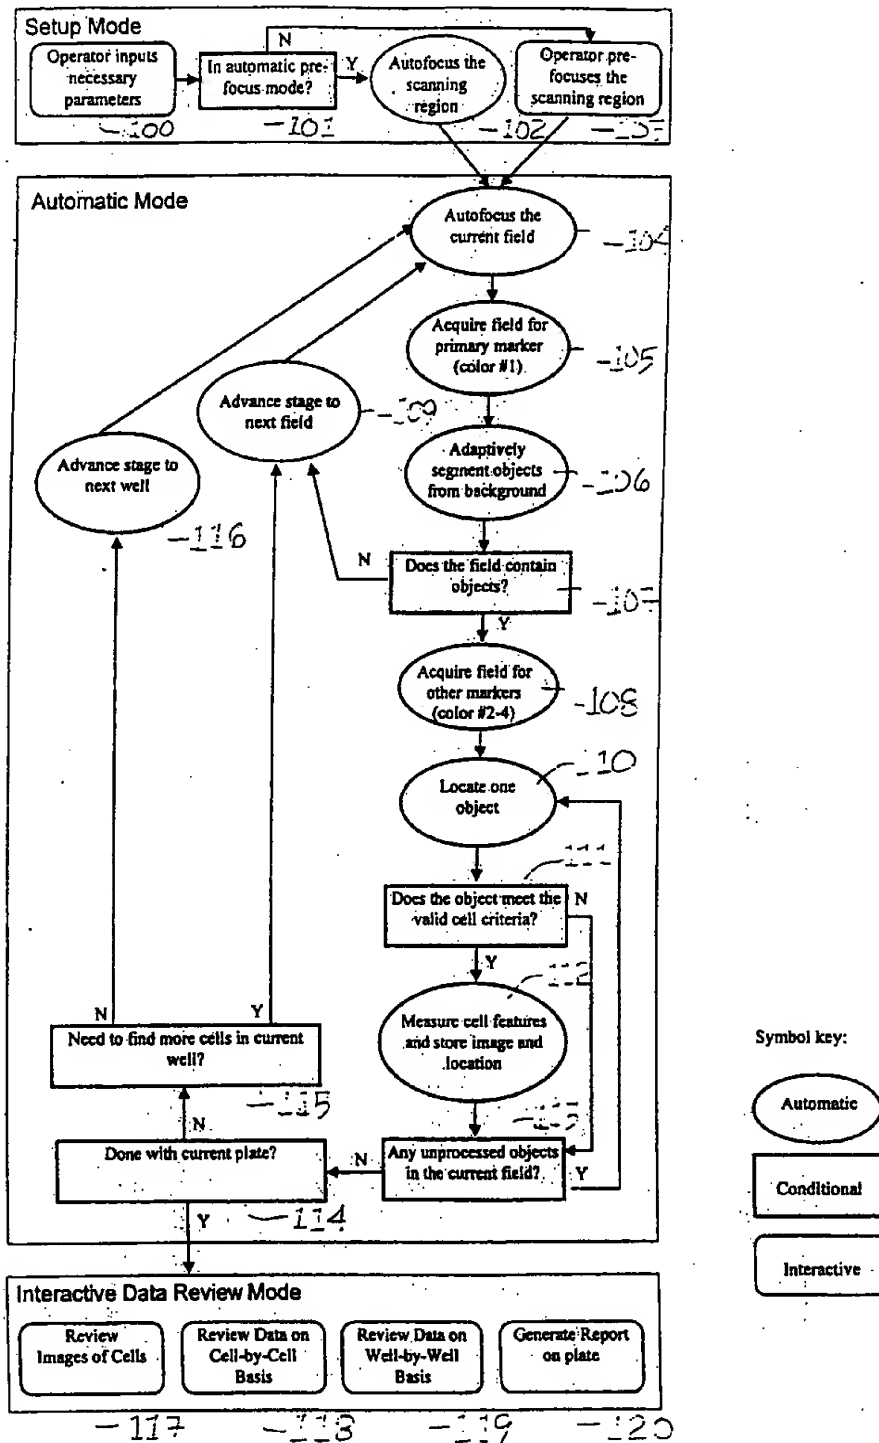 Setup Mode
Operator inputs
necessary
parameters
-100
In automatic pre-
focus mode?
-101
N
Y
Autofocus the
scanning
region
-102
Operator pre-
focuses the
scanning region
Automatic Mode
Autofocus the
current field
-104
Acquire field for
primary marker
(color #1)
-105
Adaptively
segment objects
from background
-106
Does the field contain
objects?
N
Y
Acquire field for
other markers
(color #2-4)
-108
Advance stage to
next field
Advance stage to
next well
-116
Locate one
object
Does the object meet the
valid cell criteria?
N
Y
Measure cell features
and store image and
location
Any unprocessed objects
in the current field?
Y
N
Done with current plate?
-114
N
Y
Need to find more cells in current
well?
-115
N
Y
Interactive Data Review Mode
Review
Images of Cells
-117
Review Data on
Cell-by-Cell
Basis
-118
Review Data on
Well-by-Well
Basis
-119
Generate Report
on plate
-120
Symbol key:
Automatic
Conditional
Interactive